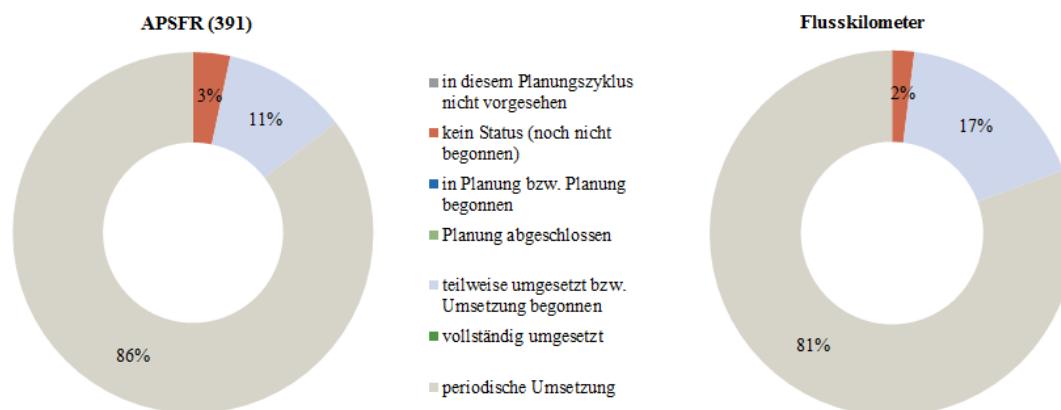 APSFR (391)
3%
11%
86%
in diesem Planungszyklus
nicht vorgesehen
kein Status (noch nicht
begonnen)
in Planung bzw. Planung
begonnen
Planung abgeschlossen
teilweise umgesetzt bzw.
Umsetzung begonnen
vollständig umgesetzt
periodische Umsetzung
Flusskilometer
2%
17%
81%